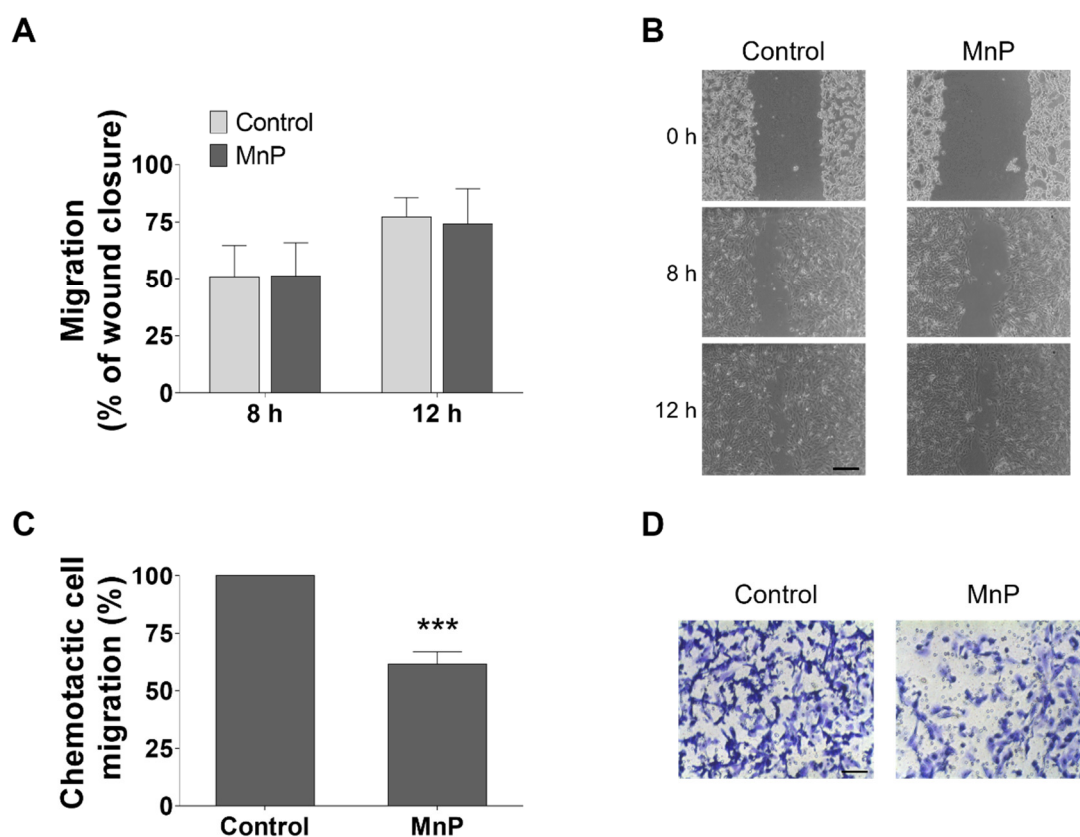 A
Migration
(% of wound closure)
Control
MnP
100
75
50
25
0
8 h
12 h
B
Control
MnP
0 h
8 h
12 h
C
Chemotactic cell
migration (%)
100
75
50
25
0
***
Control
MnP
D
Control
MnP